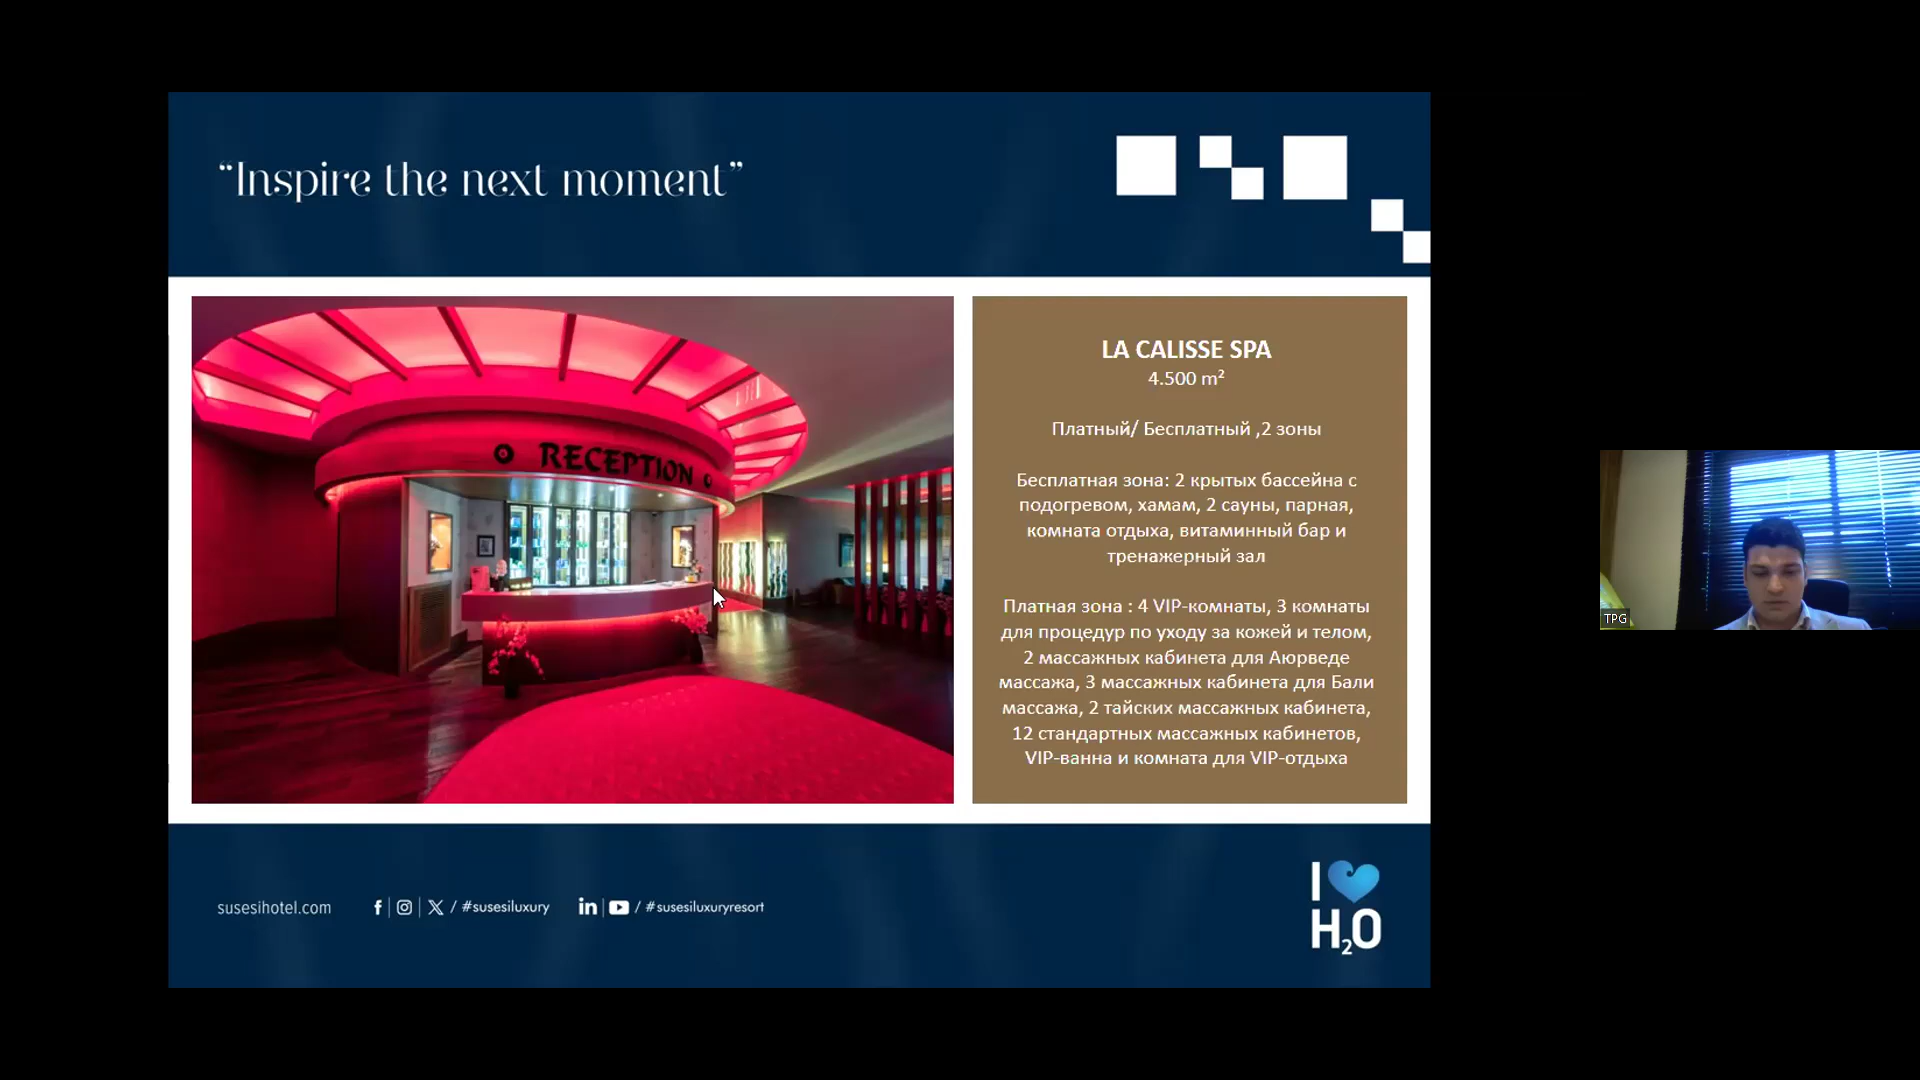 “Inspire the next moment”
RECEPTION
LA CALISSE SPA
4.500 m²
Платный/ Бесплатный ,2 зоны
Бесплатная зона: 2 крытых бассейна с
подогревом, хамам, 2 сауны, парная,
комната отдыха, витаминный бар и
тренажерный зал
Платная зона : 4 VIP-комнаты, 3 комнаты
для процедур по уходу за кожей и телом,
2 массажных кабинета для Аюрведе
массажа, 3 массажных кабинета для Бали
массажа, 2 тайских массажных кабинета,
12 стандартных массажных кабинетов,
VIP-ванна и комната для VIP-отдыха
TPG
susesihotel.com
/ #susesiluxury
/ #susesiluxuryresort
I
H₂O